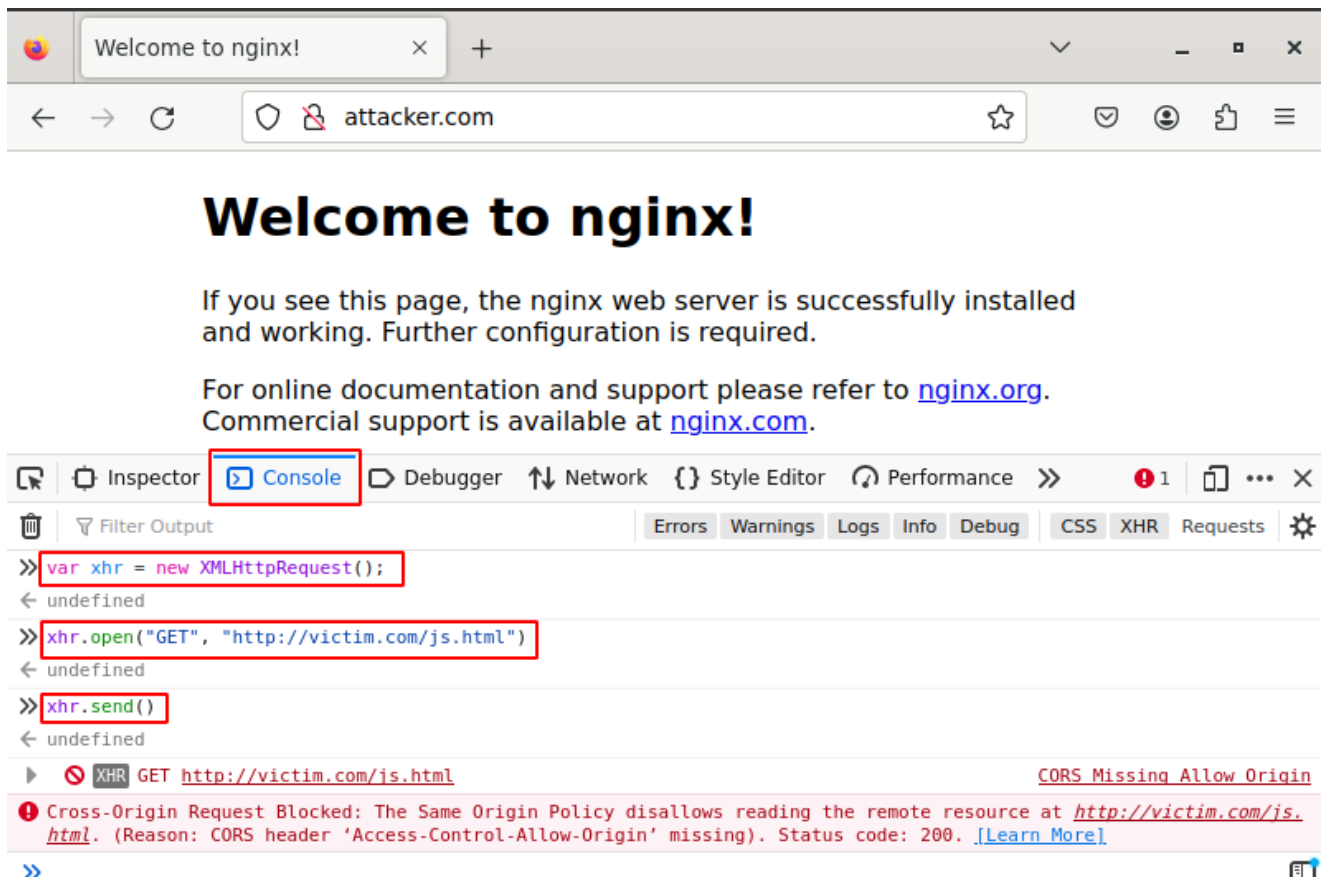 Welcome to nginx!
attacker.com
Welcome to nginx!
If you see this page, the nginx web server is successfully installed
and working. Further configuration is required.
For online documentation and support please refer to nginx.org.
Commercial support is available at nginx.com.
Inspector Console Debugger Network {} Style Editor Performance 1
Filter Output Errors Warnings Logs Info Debug CSS XHR Requests
var xhr = new XMLHttpRequest();
undefined
xhr.open("GET", "http://victim.com/js.html")
undefined
xhr.send()
undefined
XHR GET http://victim.com/js.html CORS Missing Allow Origin
Cross-Origin Request Blocked: The Same Origin Policy disallows reading the remote resource at http://victim.com/js.
html. (Reason: CORS header ‘Access-Control-Allow-Origin’ missing). Status code: 200. [Learn More]